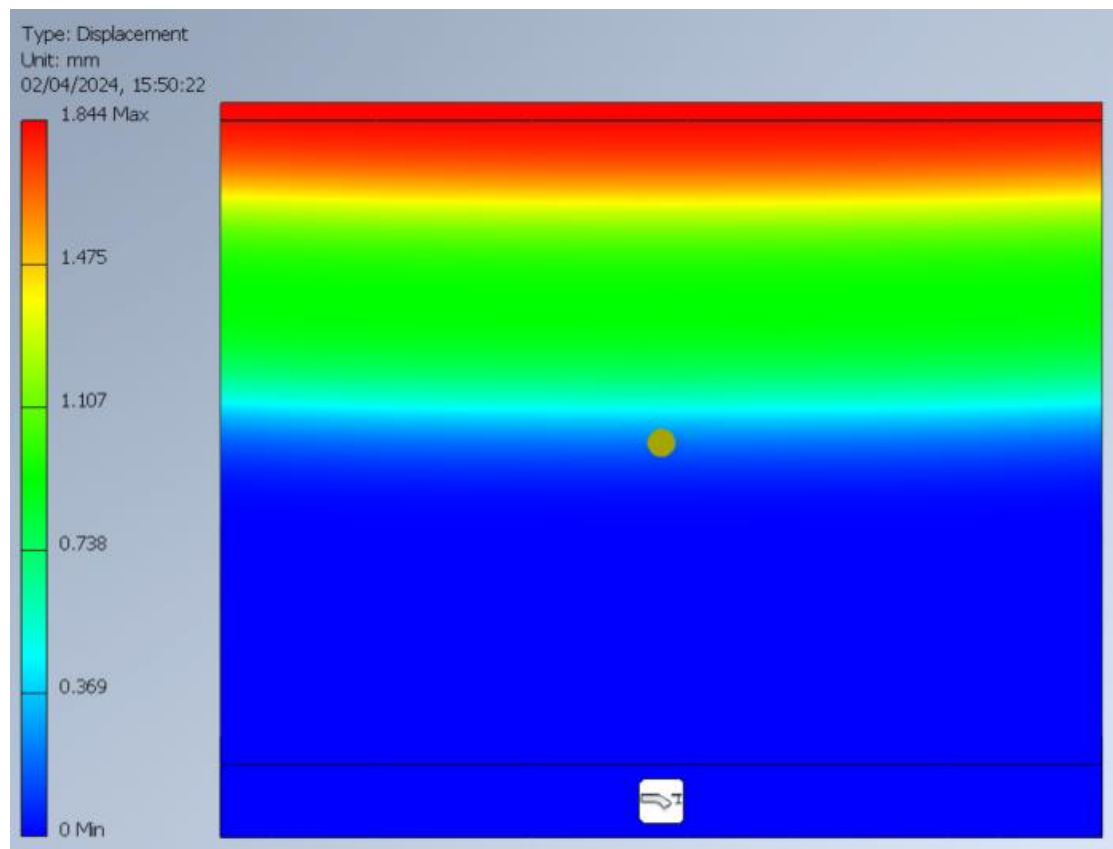 Type: Displacement
Unit: mm
02/04/2024, 15:50:22
1.844 Max
1.475
1.107
0.738
0.369
0 Min